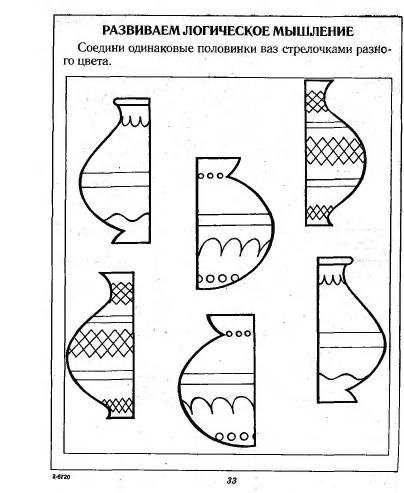 РАЗВИВАЕМ ЛОГИЧЕСКОЕ МЫШЛЕНИЕ
Соедини одинаковые половинки ваз стрелочками разно-
го цвета.
2-6720
33